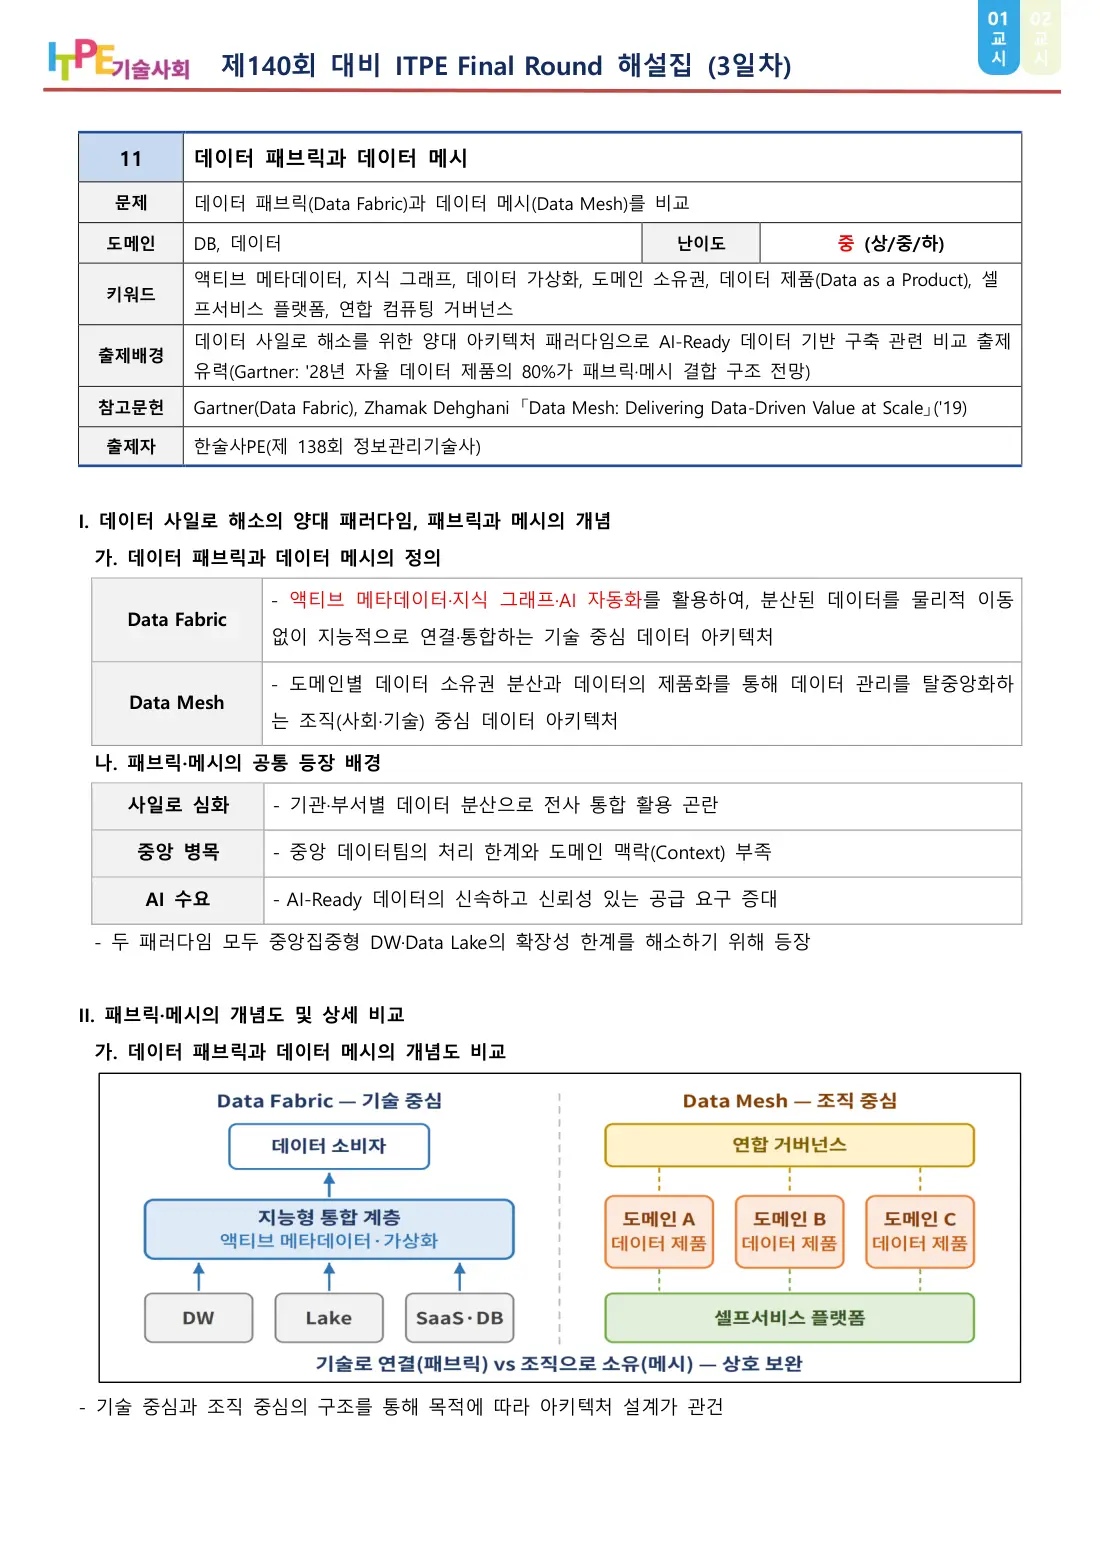 01
교
시
02
교
시
ITPE기술사회 제140회 대비 ITPE Final Round 해설집 (3일차)
11 데이터 패브릭과 데이터 메시
문제 데이터 패브릭(Data Fabric)과 데이터 메시(Data Mesh)를 비교
도메인 DB, 데이터 난이도 중 (상/중/하)
키워드 액티브 메타데이터, 지식 그래프, 데이터 가상화, 도메인 소유권, 데이터 제품(Data as a Product), 셀
프서비스 플랫폼, 연합 컴퓨팅 거버넌스
출제배경 데이터 사일로 해소를 위한 양대 아키텍처 패러다임으로 AI-Ready 데이터 기반 구축 관련 비교 출제
유력(Gartner: '28년 자율 데이터 제품의 80%가 패브릭·메시 결합 구조 전망)
참고문헌 Gartner(Data Fabric), Zhamak Dehghani 「Data Mesh: Delivering Data-Driven Value at Scale」('19)
출제자 한술사PE(제 138회 정보관리기술사)
I. 데이터 사일로 해소의 양대 패러다임, 패브릭과 메시의 개념
가. 데이터 패브릭과 데이터 메시의 정의
Data Fabric - 액티브 메타데이터·지식 그래프·AI 자동화를 활용하여, 분산된 데이터를 물리적 이동
없이 지능적으로 연결·통합하는 기술 중심 데이터 아키텍처
Data Mesh - 도메인별 데이터 소유권 분산과 데이터의 제품화를 통해 데이터 관리를 탈중앙화하
는 조직(사회·기술) 중심 데이터 아키텍처
나. 패브릭·메시의 공통 등장 배경
사일로 심화 - 기관·부서별 데이터 분산으로 전사 통합 활용 곤란
중앙 병목 - 중앙 데이터팀의 처리 한계와 도메인 맥락(Context) 부족
AI 수요 - AI-Ready 데이터의 신속하고 신뢰성 있는 공급 요구 증대
- 두 패러다임 모두 중앙집중형 DW·Data Lake의 확장성 한계를 해소하기 위해 등장
II. 패브릭·메시의 개념도 및 상세 비교
가. 데이터 패브릭과 데이터 메시의 개념도 비교
Data Fabric — 기술 중심
데이터 소비자
지능형 통합 계층
액티브 메타데이터 · 가상화
DW Lake SaaS · DB
Data Mesh — 조직 중심
연합 거버넌스
도메인 A 도메인 B 도메인 C
데이터 제품 데이터 제품 데이터 제품
셀프서비스 플랫폼
기술로 연결(패브릭) vs 조직으로 소유(메시) — 상호 보완
- 기술 중심과 조직 중심의 구조를 통해 목적에 따라 아키텍처 설계가 관건